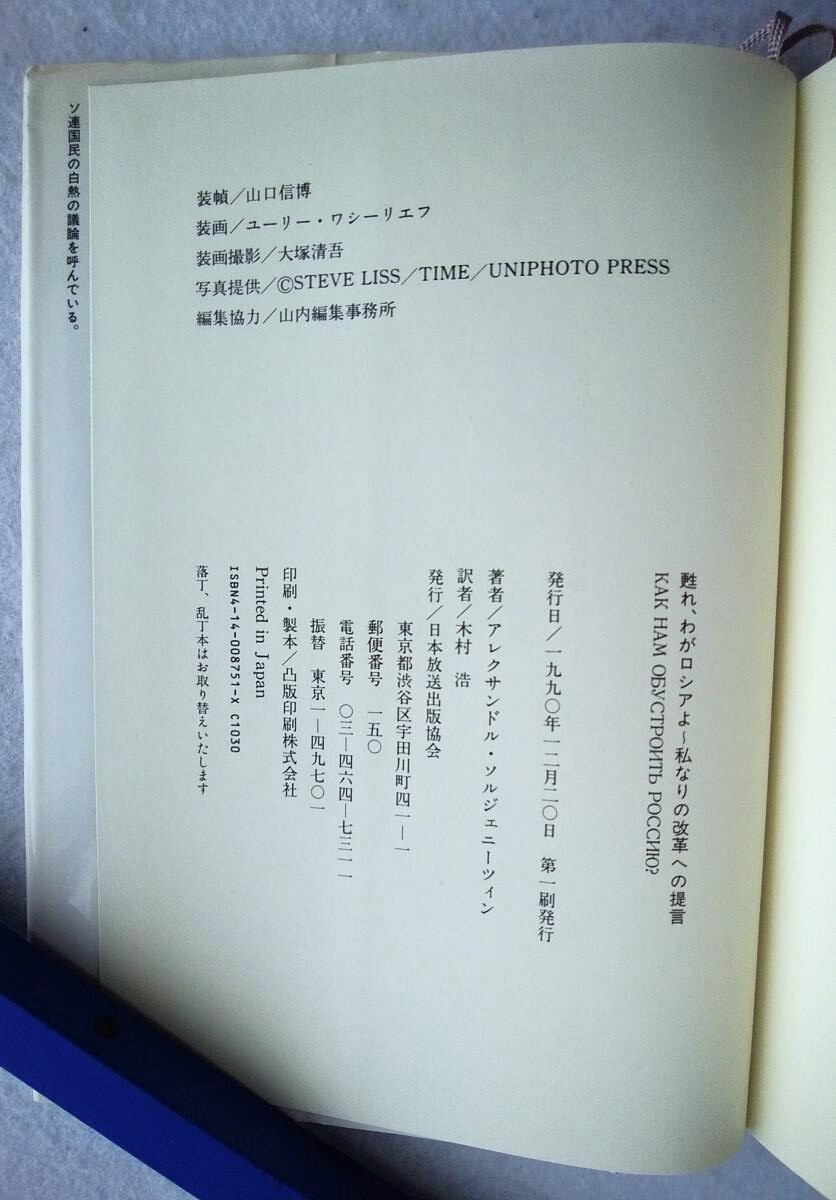 ソ連国民の白熱の議論を呼んでいる。
装幀／山口信博
装画／ユーリー・ワシーリエフ
装画撮影／大塚清吾
写真提供／©STEVE LISS／TIME／UNIPHOTO PRESS
編集協力／山内編集事務所
甦れ、わがロシアよ～私なりの改革への提言
КАК НАМ ОБУСТРОИТЬ РОССИЮ?
発行日／一九九〇年一二月二〇日　第一刷発行
著者／アレクサンドル・ソルジェニーツィン
訳者／木村　浩
発行／日本放送出版協会
東京都渋谷区宇田川町四一―一
郵便番号　一五〇
電話番号　〇三―四六四―七三一一
振替　東京一―四九七〇一
印刷・製本／凸版印刷株式会社
Printed in Japan
ISBN4-14-008751-X C1030
落丁、乱丁本はお取り替えいたします